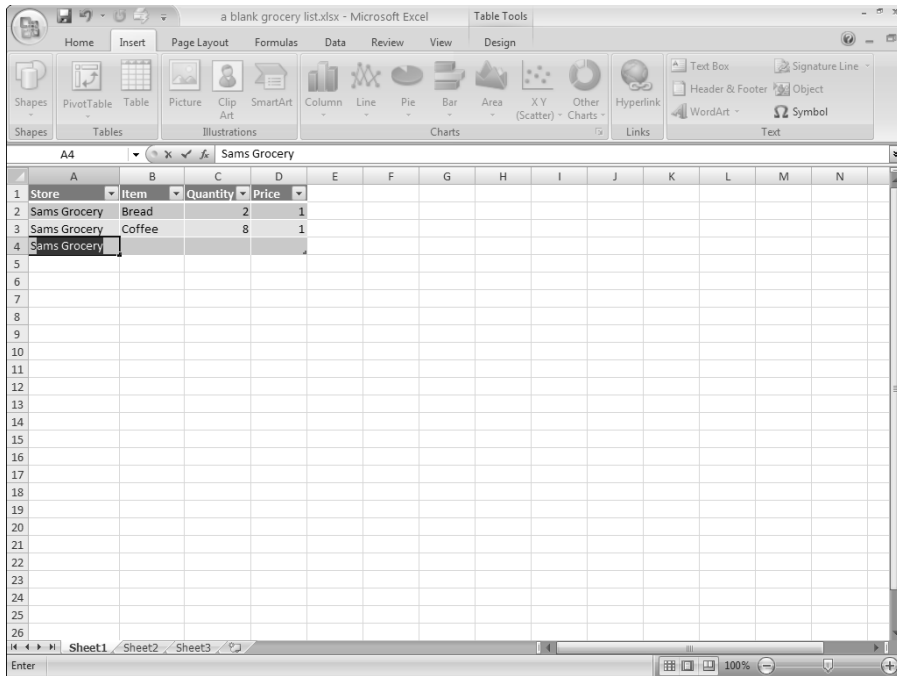 a blank grocery list.xlsx - Microsoft Excel Table Tools
Home Insert Page Layout Formulas Data Review View Design
Shapes PivotTable Table Picture Clip Art SmartArt Column Line Pie Bar Area X Y (Scatter) Other Charts Hyperlink Text Box Header & Footer WordArt Signature Line Object Symbol
Shapes Tables Illustrations Charts Links Text
A4 fx Sams Grocery
A B C D E F G H I J K L M N
1 Store Item Quantity Price
2 Sams Grocery Bread 2 1
3 Sams Grocery Coffee 8 1
4 Sams Grocery
5
6
7
8
9
10
11
12
13
14
15
16
17
18
19
20
21
22
23
24
25
26
Sheet1 Sheet2 Sheet3
Enter 100%